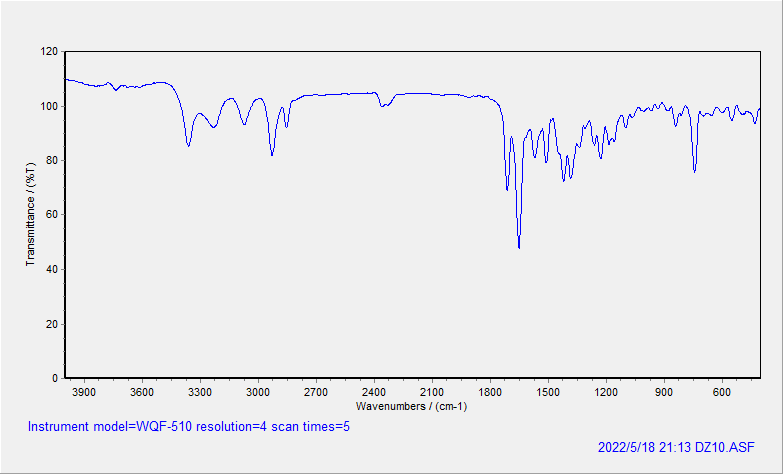 120
100
80
60
40
20
0
Transmittance / (%T)
3900 3600 3300 3000 2700 2400 2100 1800 1500 1200 900 600
Wavenumbers / (cm-1)
Instrument model=WQF-510 resolution=4 scan times=5
2022/5/18 21:13 DZ10.ASF